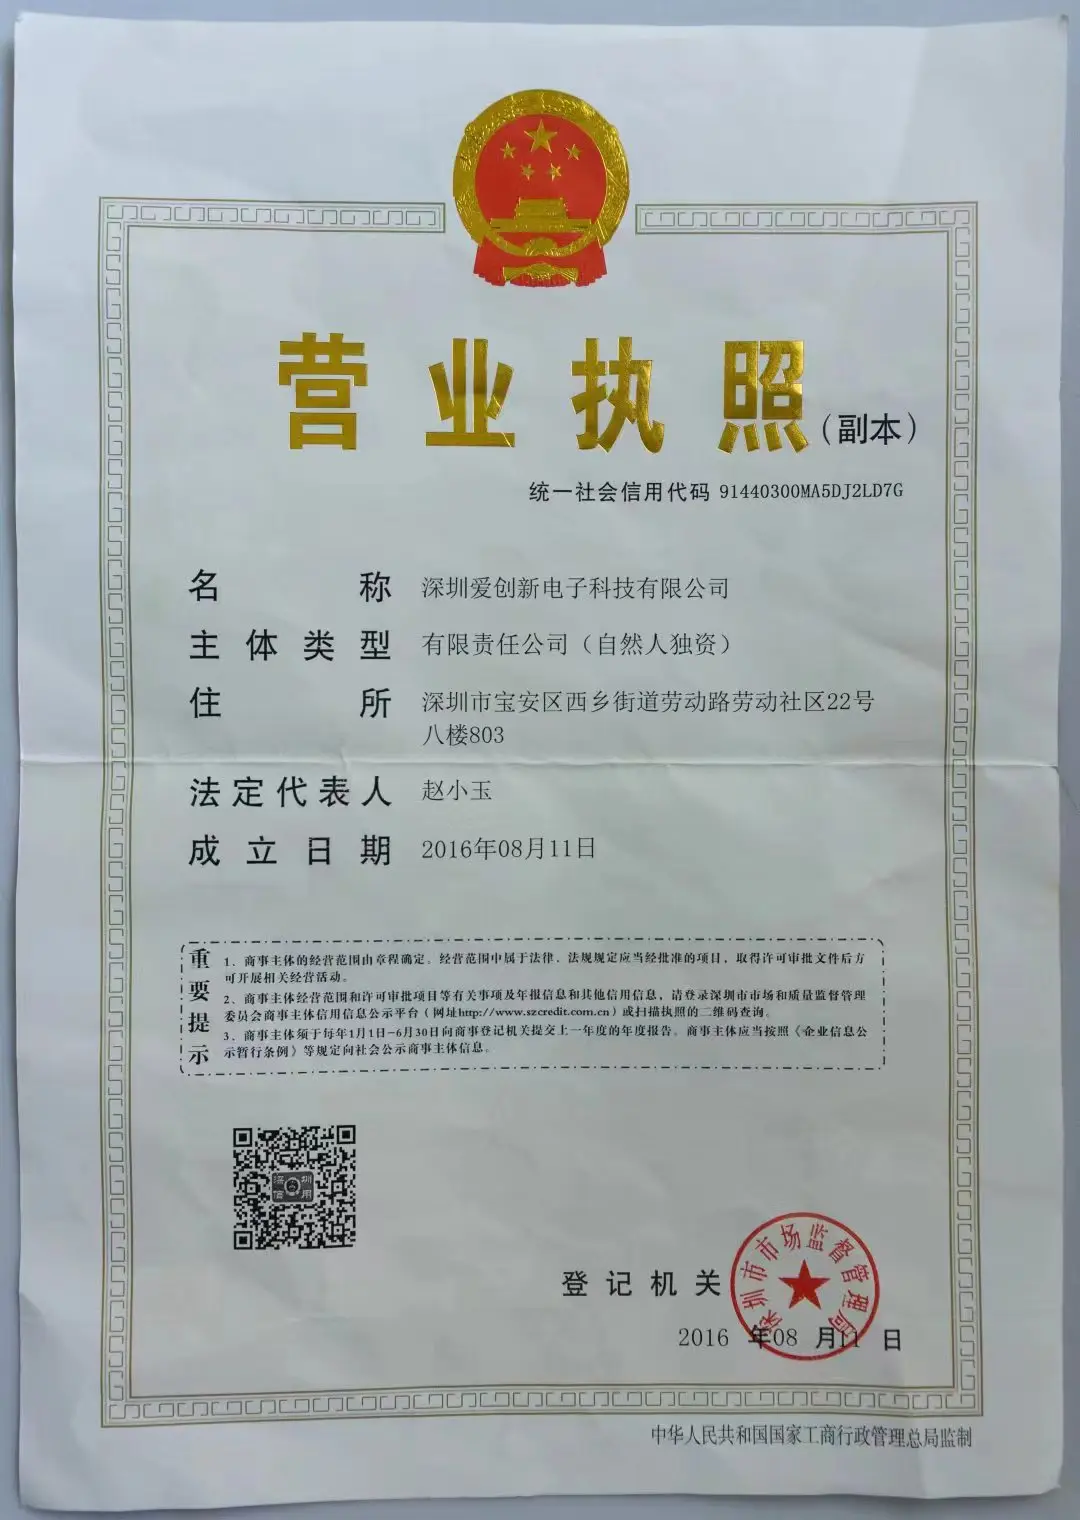 营业执照(副本)
统一社会信用代码 91440300MA5DJ2LD7G
名称 深圳爱创新电子科技有限公司
主体类型 有限责任公司（自然人独资）
住所 深圳市宝安区西乡街道劳动路劳动社区22号
八楼803
法定代表人 赵小玉
成立日期 2016年08月11日
重要提示
1、商事主体的经营范围由章程确定。经营范围中属于法律、法规规定应当经批准的项目，取得许可审批文件后方
可开展相关经营活动。
2、商事主体经营范围和许可审批项目等有关事项及年报信息和其他信用信息，请登录深圳市市场和质量监督管理
委员会商事主体信用信息公示平台（网址http://www.szcredit.com.cn）或扫描执照的二维码查询。
3、商事主体须于每年1月1日-6月30日向商事登记机关提交上一年度的年度报告。商事主体应当按照《企业信息公
示暂行条例》等规定向社会公示商事主体信息。
深圳
信用
登记机关
深圳市市场监督管理局
2016 年08 月11 日
中华人民共和国国家工商行政管理总局监制